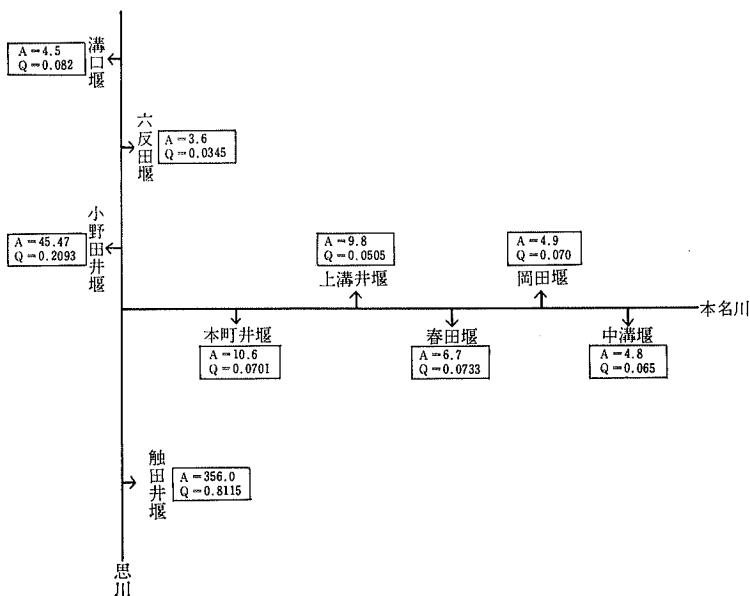 溝口堰
A=4.5
Q=0.082
六反田堰
A=3.6
Q=0.0345
小野田井堰
A=45.47
Q=0.2093
A=9.8
Q=0.0505
上溝井堰
A=4.9
Q=0.070
岡田堰
本名川
本町井堰
A=10.6
Q=0.0701
春田堰
A=6.7
Q=0.0733
中溝堰
A=4.8
Q=0.065
触田井堰
A=356.0
Q=0.8115
思川